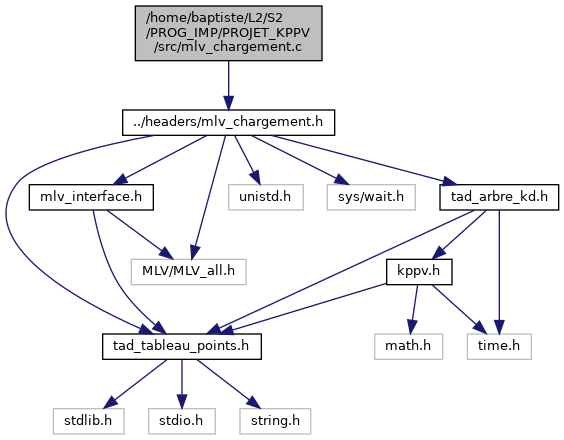 /home/baptiste/L2/S2
/PROG_IMP/PROJET_KPPV
/src/mlv_chargement.c
../headers/mlv_chargement.h
mlv_interface.h
unistd.h
sys/wait.h
tad_arbre_kd.h
MLV/MLV_all.h
kppv.h
tad_tableau_points.h
math.h
time.h
stdlib.h
stdio.h
string.h